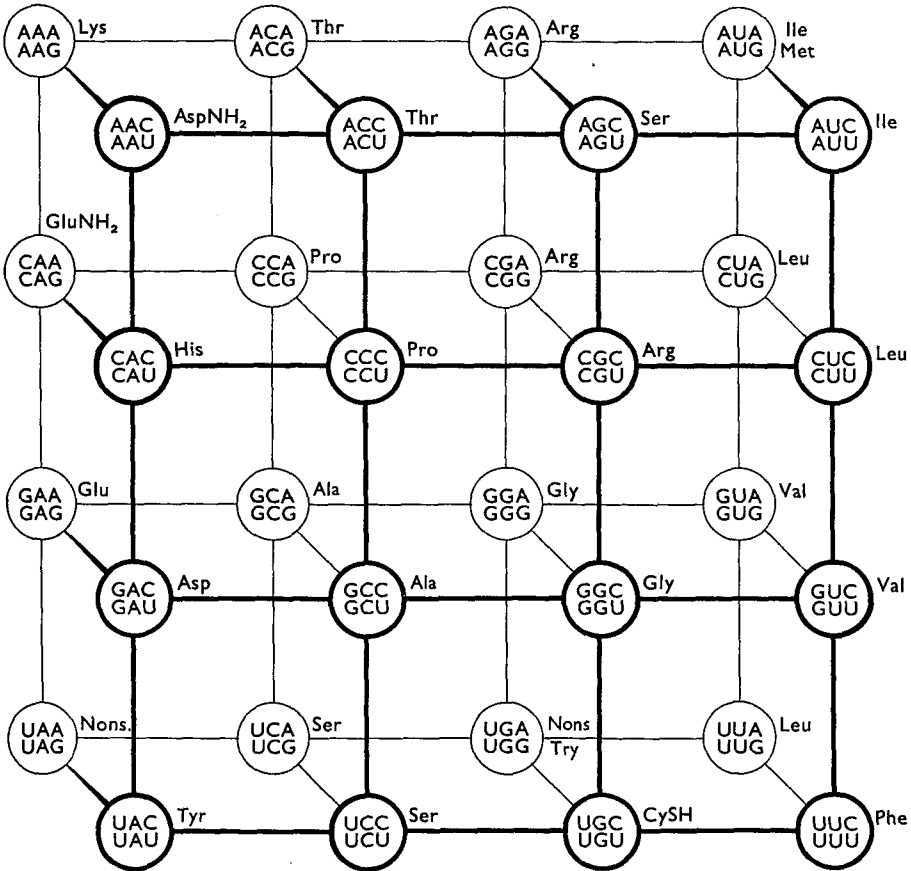 AAA Lys
AAG
ACA Thr
ACG
AGA Arg
AGG
AUA Ile
AUG Met
AAC AspNH₂
AAU
ACC Thr
ACU
AGC Ser
AGU
AUC Ile
AUU
GluNH₂
CAA
CAG
CCA Pro
CCG
CGA Arg
CGG
CUA Leu
CUG
CAC His
CAU
CCC Pro
CCU
CGC Arg
CGU
CUC Leu
CUU
GAA Glu
GAG
GCA Ala
GCG
GGA Gly
GGG
GUA Val
GUG
GAC Asp
GAU
GCC Ala
GCU
GGC Gly
GGU
GUC Val
GUU
UAA Nons.
UAG
UCA Ser
UCG
UGA Nons
UGG Try
UUA Leu
UUG
UAC Tyr
UAU
UCC Ser
UCU
UGC CySH
UGU
UUC Phe
UUU